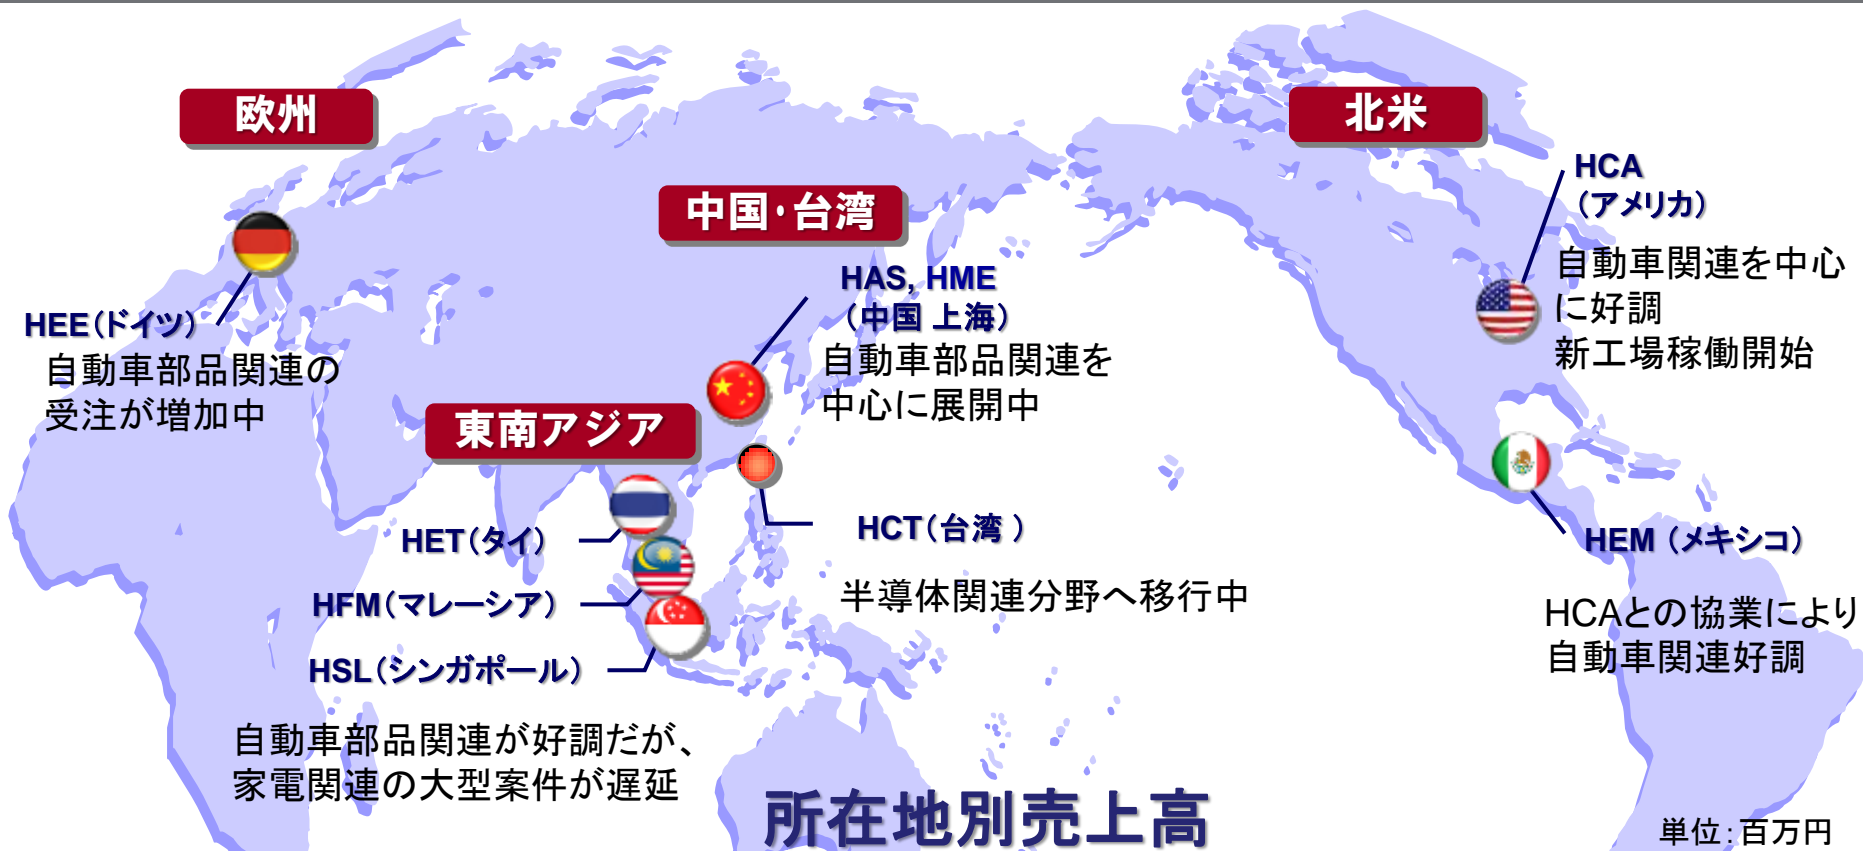 欧州
北米
HCA
（アメリカ）
自動車関連を中心
に好調
新工場稼働開始
中国・台湾
HAS, HME
（中国 上海）
自動車部品関連を
中心に展開中
HEE（ドイツ）
自動車部品関連の
受注が増加中
東南アジア
HET（タイ）
HFM（マレーシア）
HSL（シンガポール）
自動車部品関連が好調だが、
家電関連の大型案件が遅延
HCT（台湾 ）
半導体関連分野へ移行中
HEM （メキシコ）
HCAとの協業により
自動車関連好調
所在地別売上高
単位：百万円